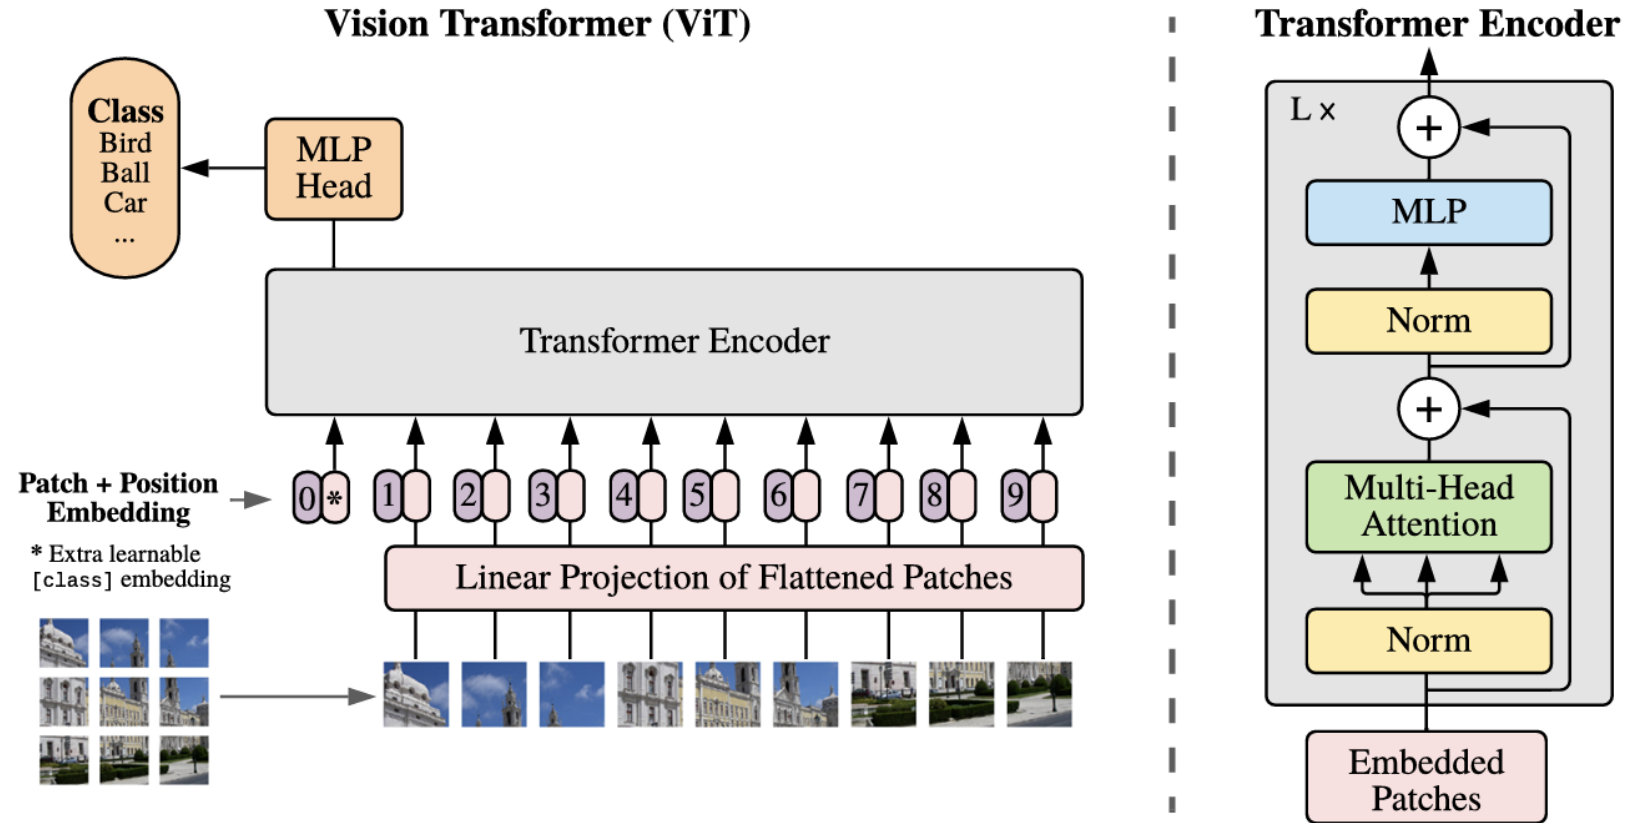 Vision Transformer (ViT)
Class
Bird
Ball
Car
...
MLP
Head
Transformer Encoder
Patch + Position
Embedding
* Extra learnable
[class] embedding
0 * 1 2 3 4 5 6 7 8 9
Linear Projection of Flattened Patches
Transformer Encoder
L ×
+
MLP
Norm
+
Multi-Head
Attention
Norm
Embedded
Patches